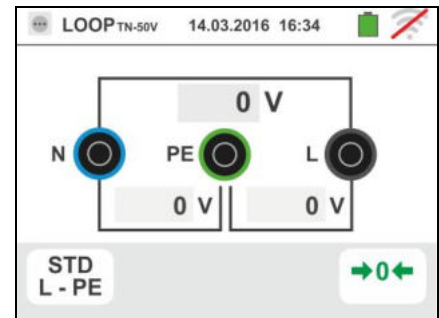 LOOP TN-50V 14.03.2016 16:34
0 V
N PE L
0 V 0 V
STD
L - PE
➔0←